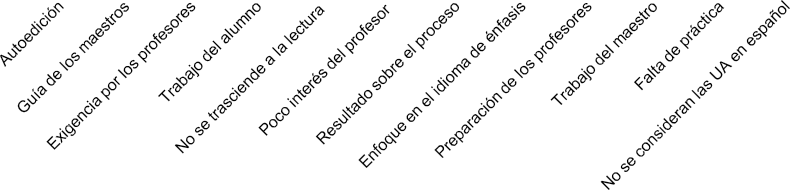 Autoedición
Guía de los maestros
Exigencia por los profesores
Trabajo del alumno
No se trasciende a la lectura
Poco interés del profesor
Resultado sobre el proceso
Enfoque en el idioma de énfasis
Preparación de los profesores
Trabajo del maestro
Falta de práctica
No se consideran las UA en español